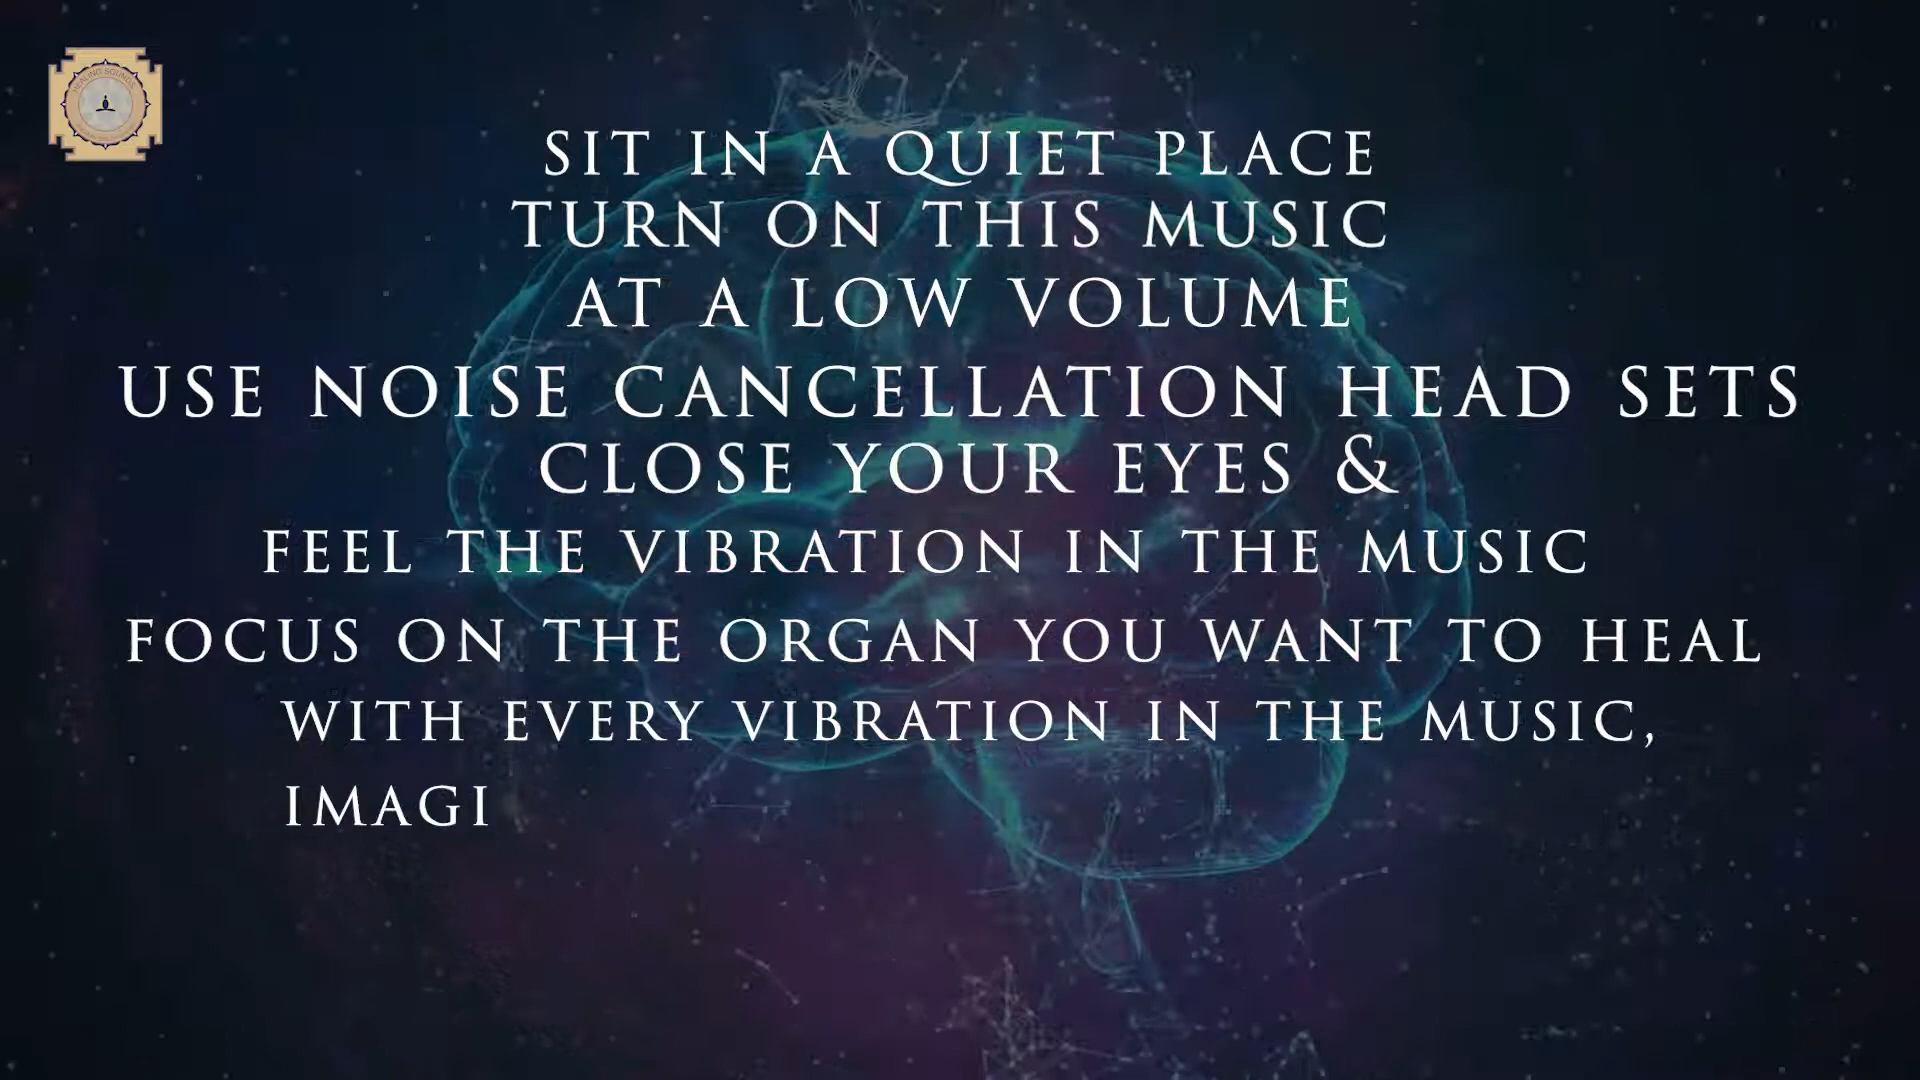 HEALING SOUNDS
SIT IN A QUIET PLACE
TURN ON THIS MUSIC
AT A LOW VOLUME
USE NOISE CANCELLATION HEAD SETS
CLOSE YOUR EYES &
FEEL THE VIBRATION IN THE MUSIC
FOCUS ON THE ORGAN YOU WANT TO HEAL
WITH EVERY VIBRATION IN THE MUSIC,
IMAGI